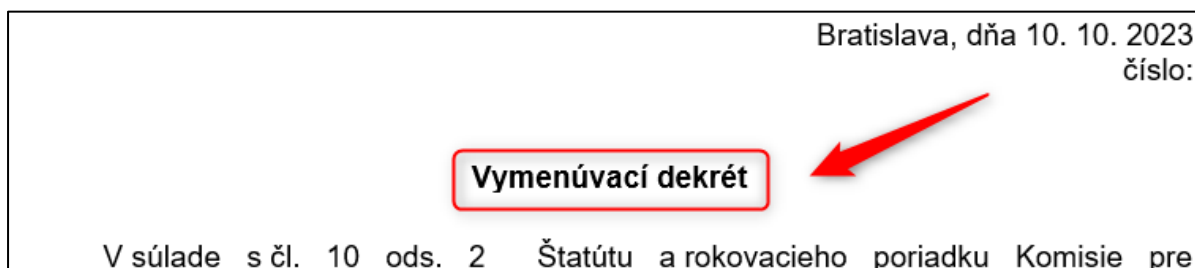 Bratislava, dňa 10. 10. 2023
číslo:
Vymenúvací dekrét
V súlade s čl. 10 ods. 2 Štatútu a rokovacieho poriadku Komisie pre